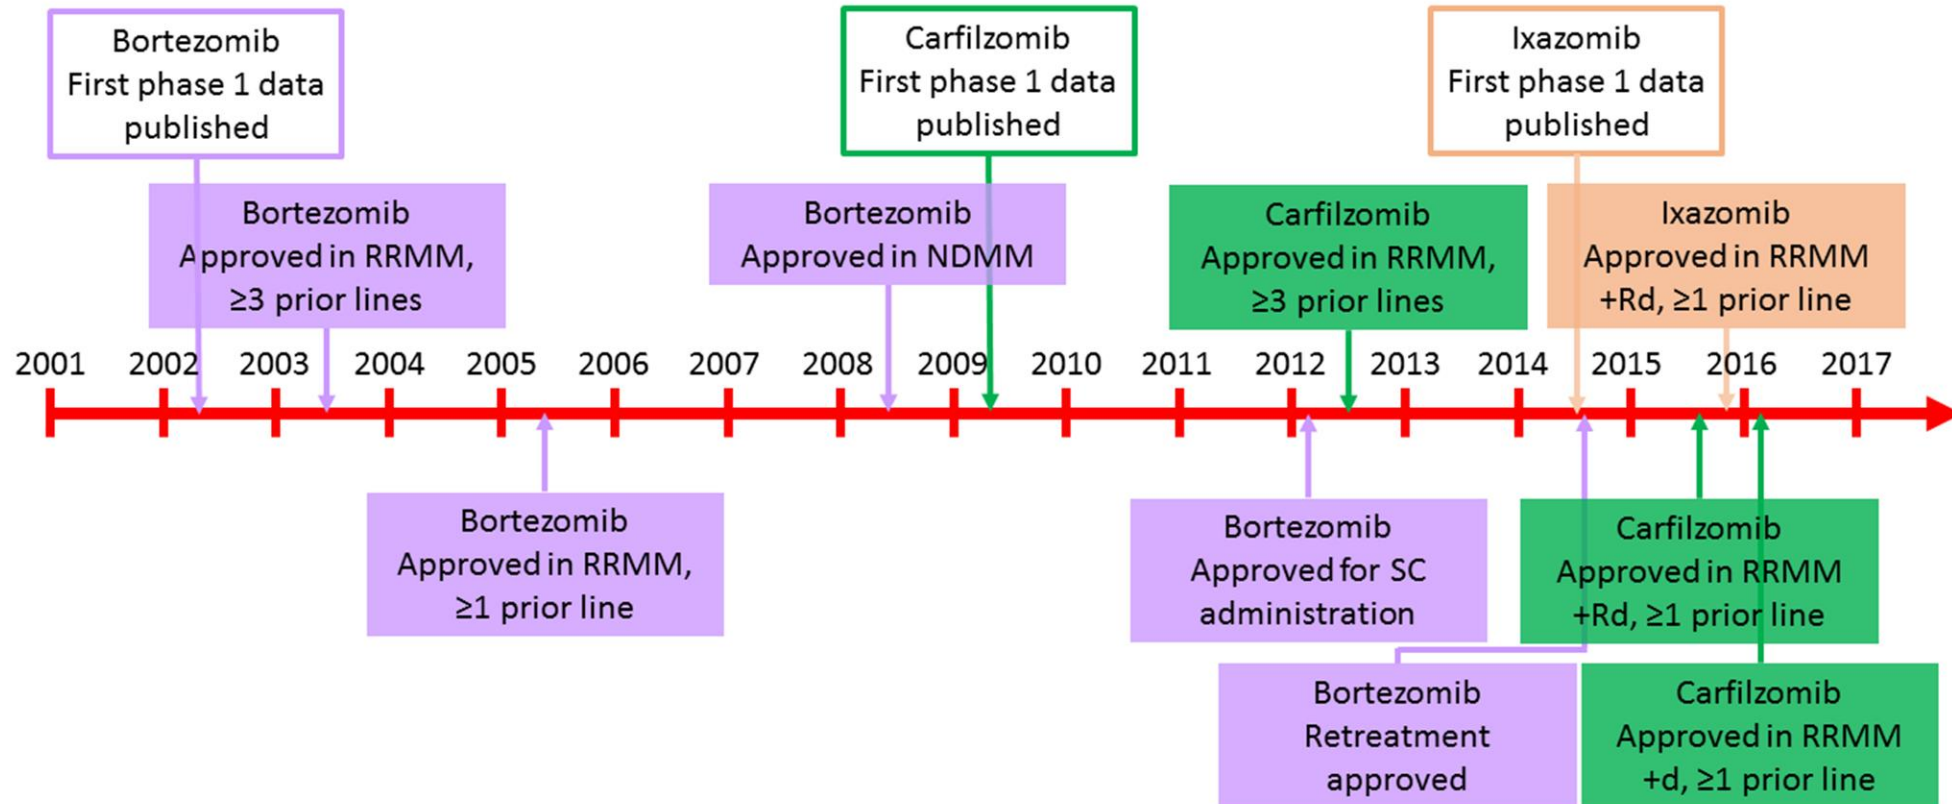 Bortezomib
First phase 1 data
published
Carfilzomib
First phase 1 data
published
Ixazomib
First phase 1 data
published
Bortezomib
Approved in RRMM,
≥3 prior lines
Bortezomib
Approved in NDMM
Carfilzomib
Approved in RRMM,
≥3 prior lines
Ixazomib
Approved in RRMM
+Rd, ≥1 prior line
2001 2002 2003 2004 2005 2006 2007 2008 2009 2010 2011 2012 2013 2014 2015 2016 2017
Bortezomib
Approved in RRMM,
≥1 prior line
Bortezomib
Approved for SC
administration
Carfilzomib
Approved in RRMM
+Rd, ≥1 prior line
Bortezomib
Retreatment
approved
Carfilzomib
Approved in RRMM
+d, ≥1 prior line